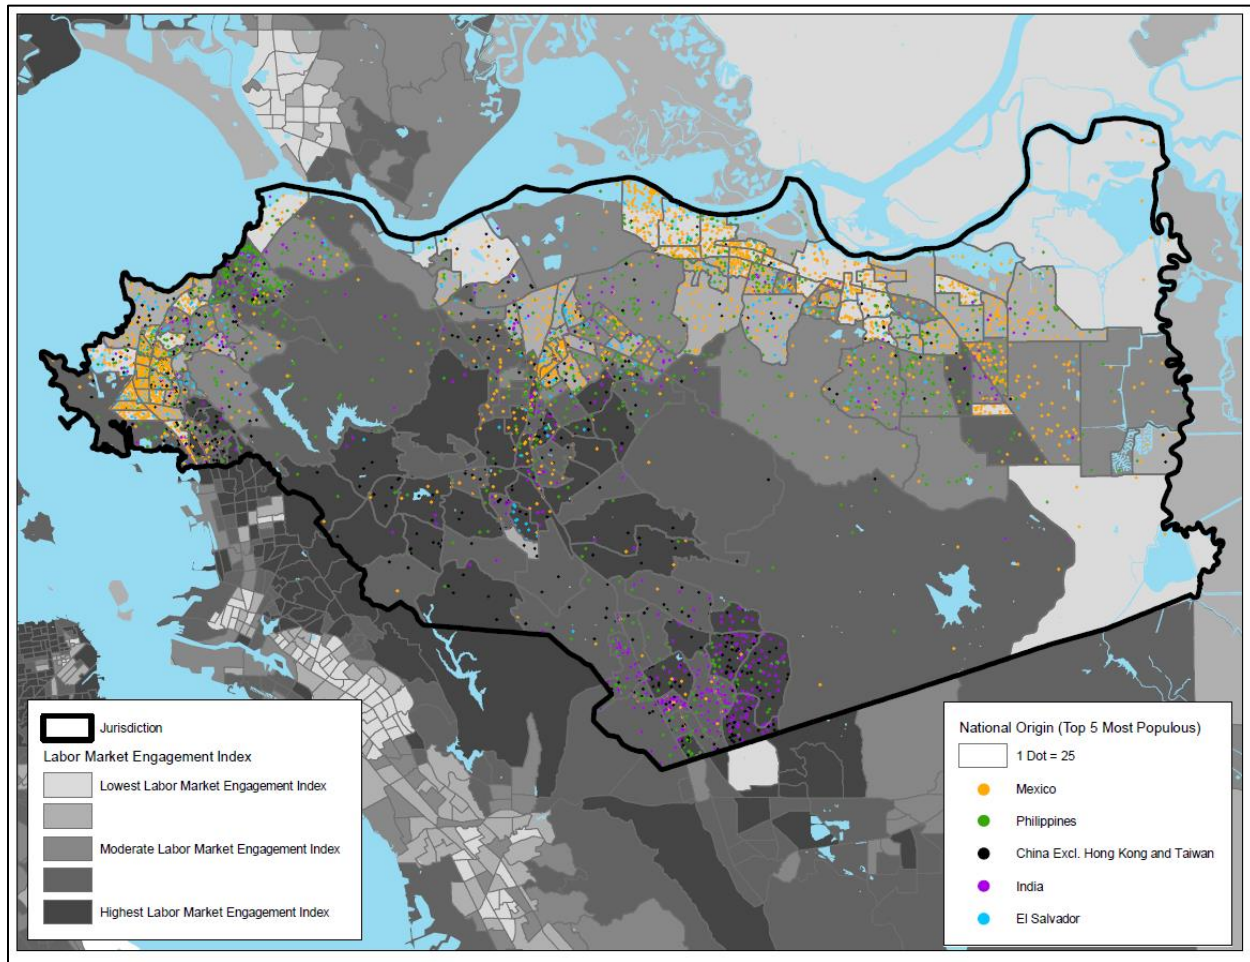 Jurisdiction
Labor Market Engagement Index
Lowest Labor Market Engagement Index
Moderate Labor Market Engagement Index
Highest Labor Market Engagement Index
National Origin (Top 5 Most Populous)
1 Dot = 25
Mexico
Philippines
China Excl. Hong Kong and Taiwan
India
El Salvador